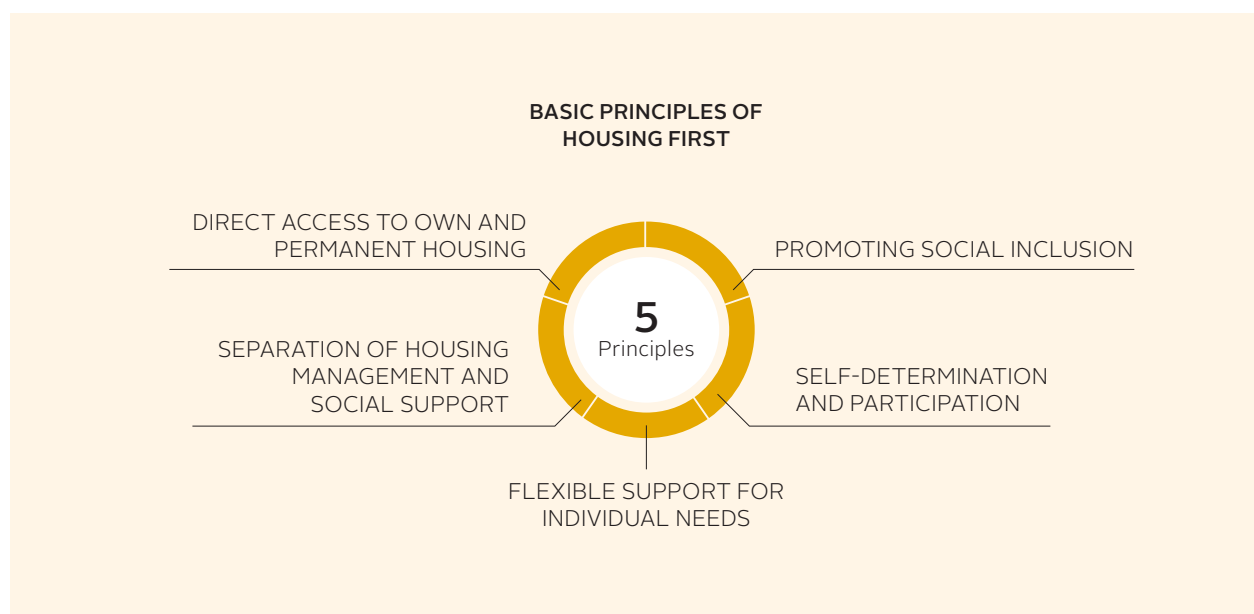 BASIC PRINCIPLES OF
HOUSING FIRST
DIRECT ACCESS TO OWN AND
PERMANENT HOUSING
PROMOTING SOCIAL INCLUSION
5
Principles
SEPARATION OF HOUSING
MANAGEMENT AND
SOCIAL SUPPORT
SELF-DETERMINATION
AND PARTICIPATION
FLEXIBLE SUPPORT FOR
INDIVIDUAL NEEDS